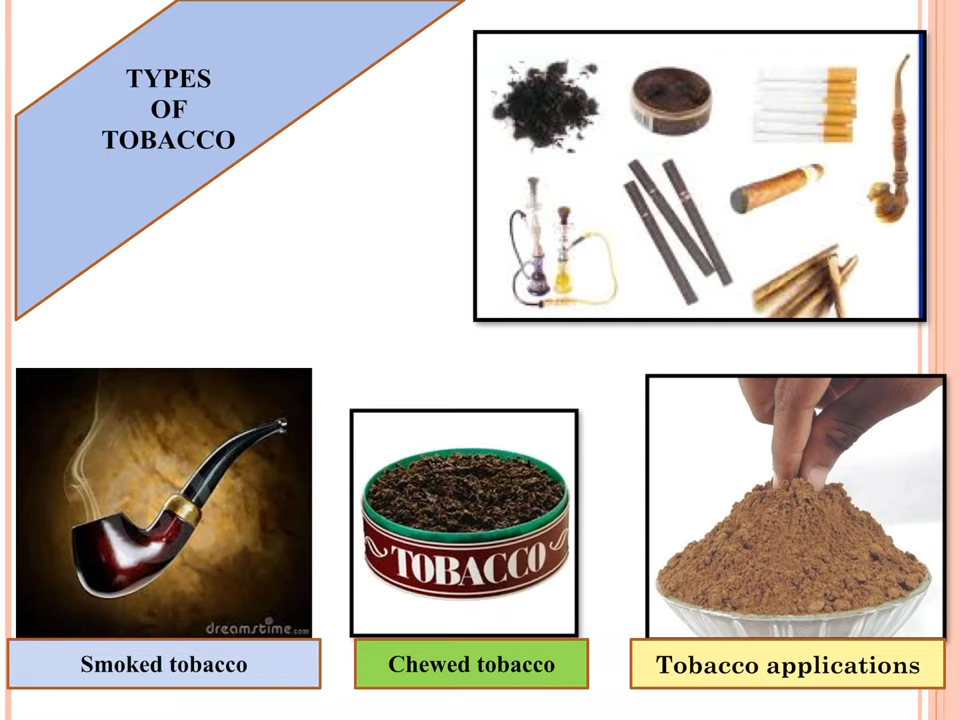 TYPES
OF
TOBACCO
TOBACCO
dreamstime.com
Smoked tobacco
Chewed tobacco
Tobacco applications